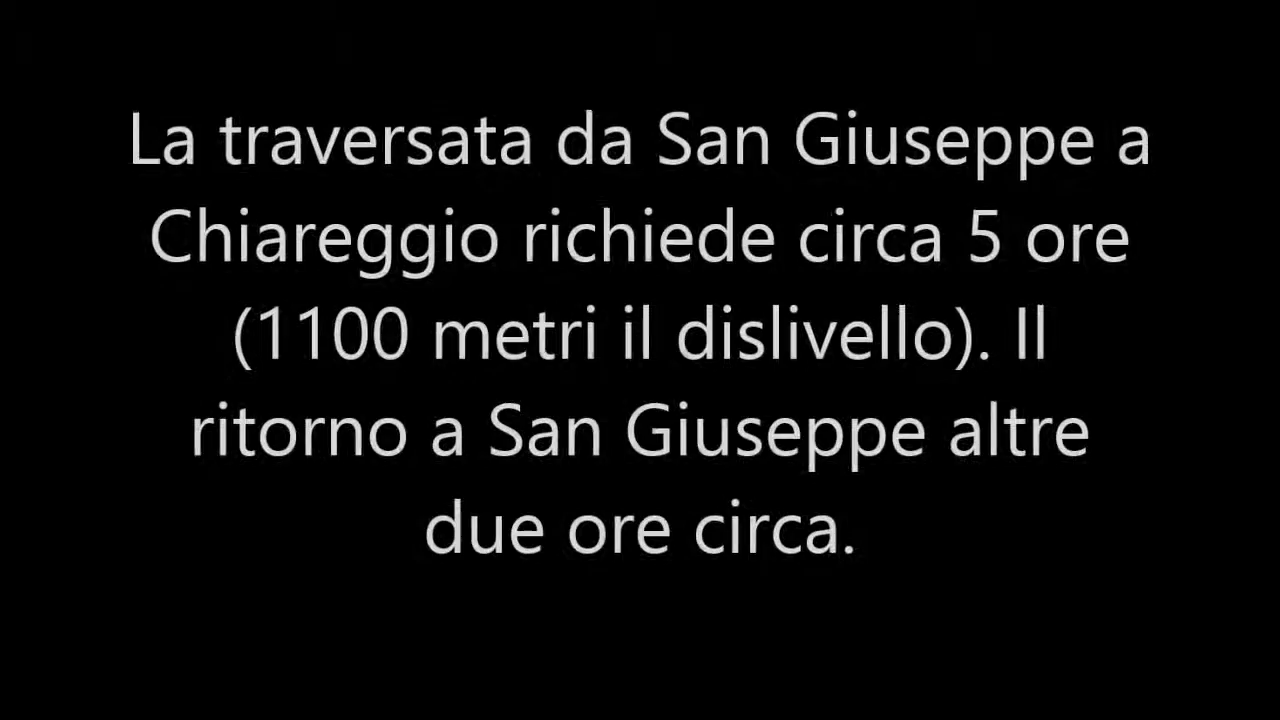 La traversata da San Giuseppe a
Chiareggio richiede circa 5 ore
(1100 metri il dislivello). Il
ritorno a San Giuseppe altre
due ore circa.